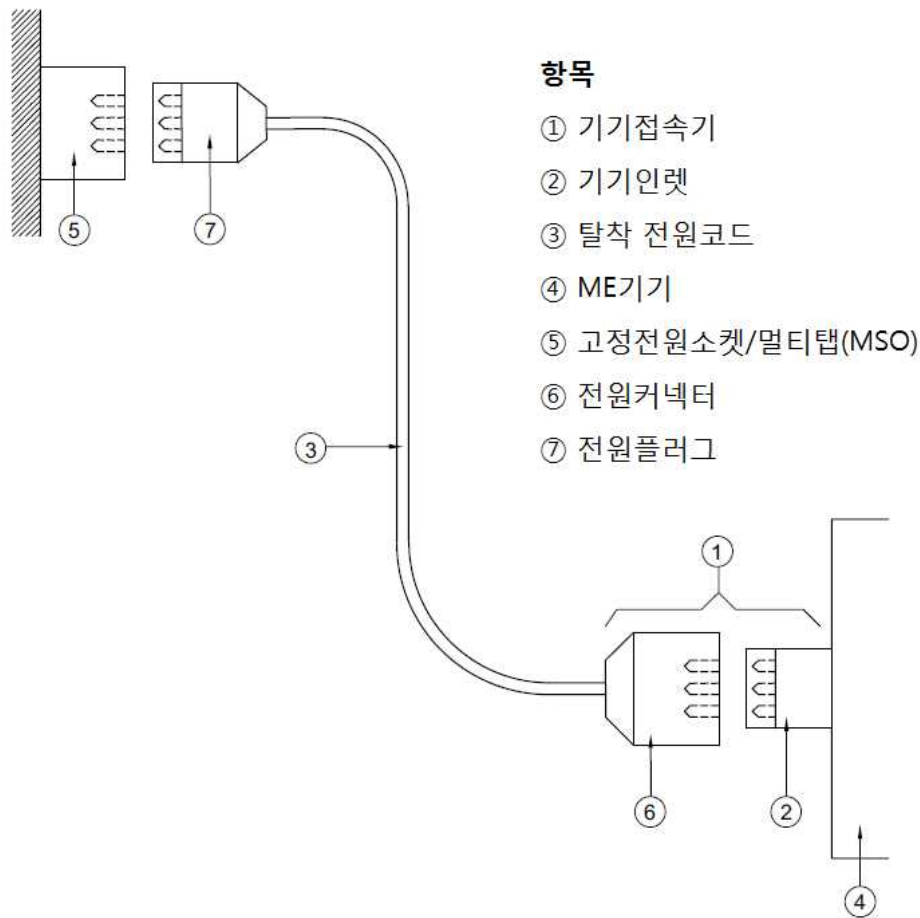 항목
① 기기접속기
② 기기인렛
③ 탈착 전원코드
④ ME기기
⑤ 고정전원소켓/멀티탭(MSO)
⑥ 전원커넥터
⑦ 전원플러그
⑤
⑦
③
①
⑥
②
④